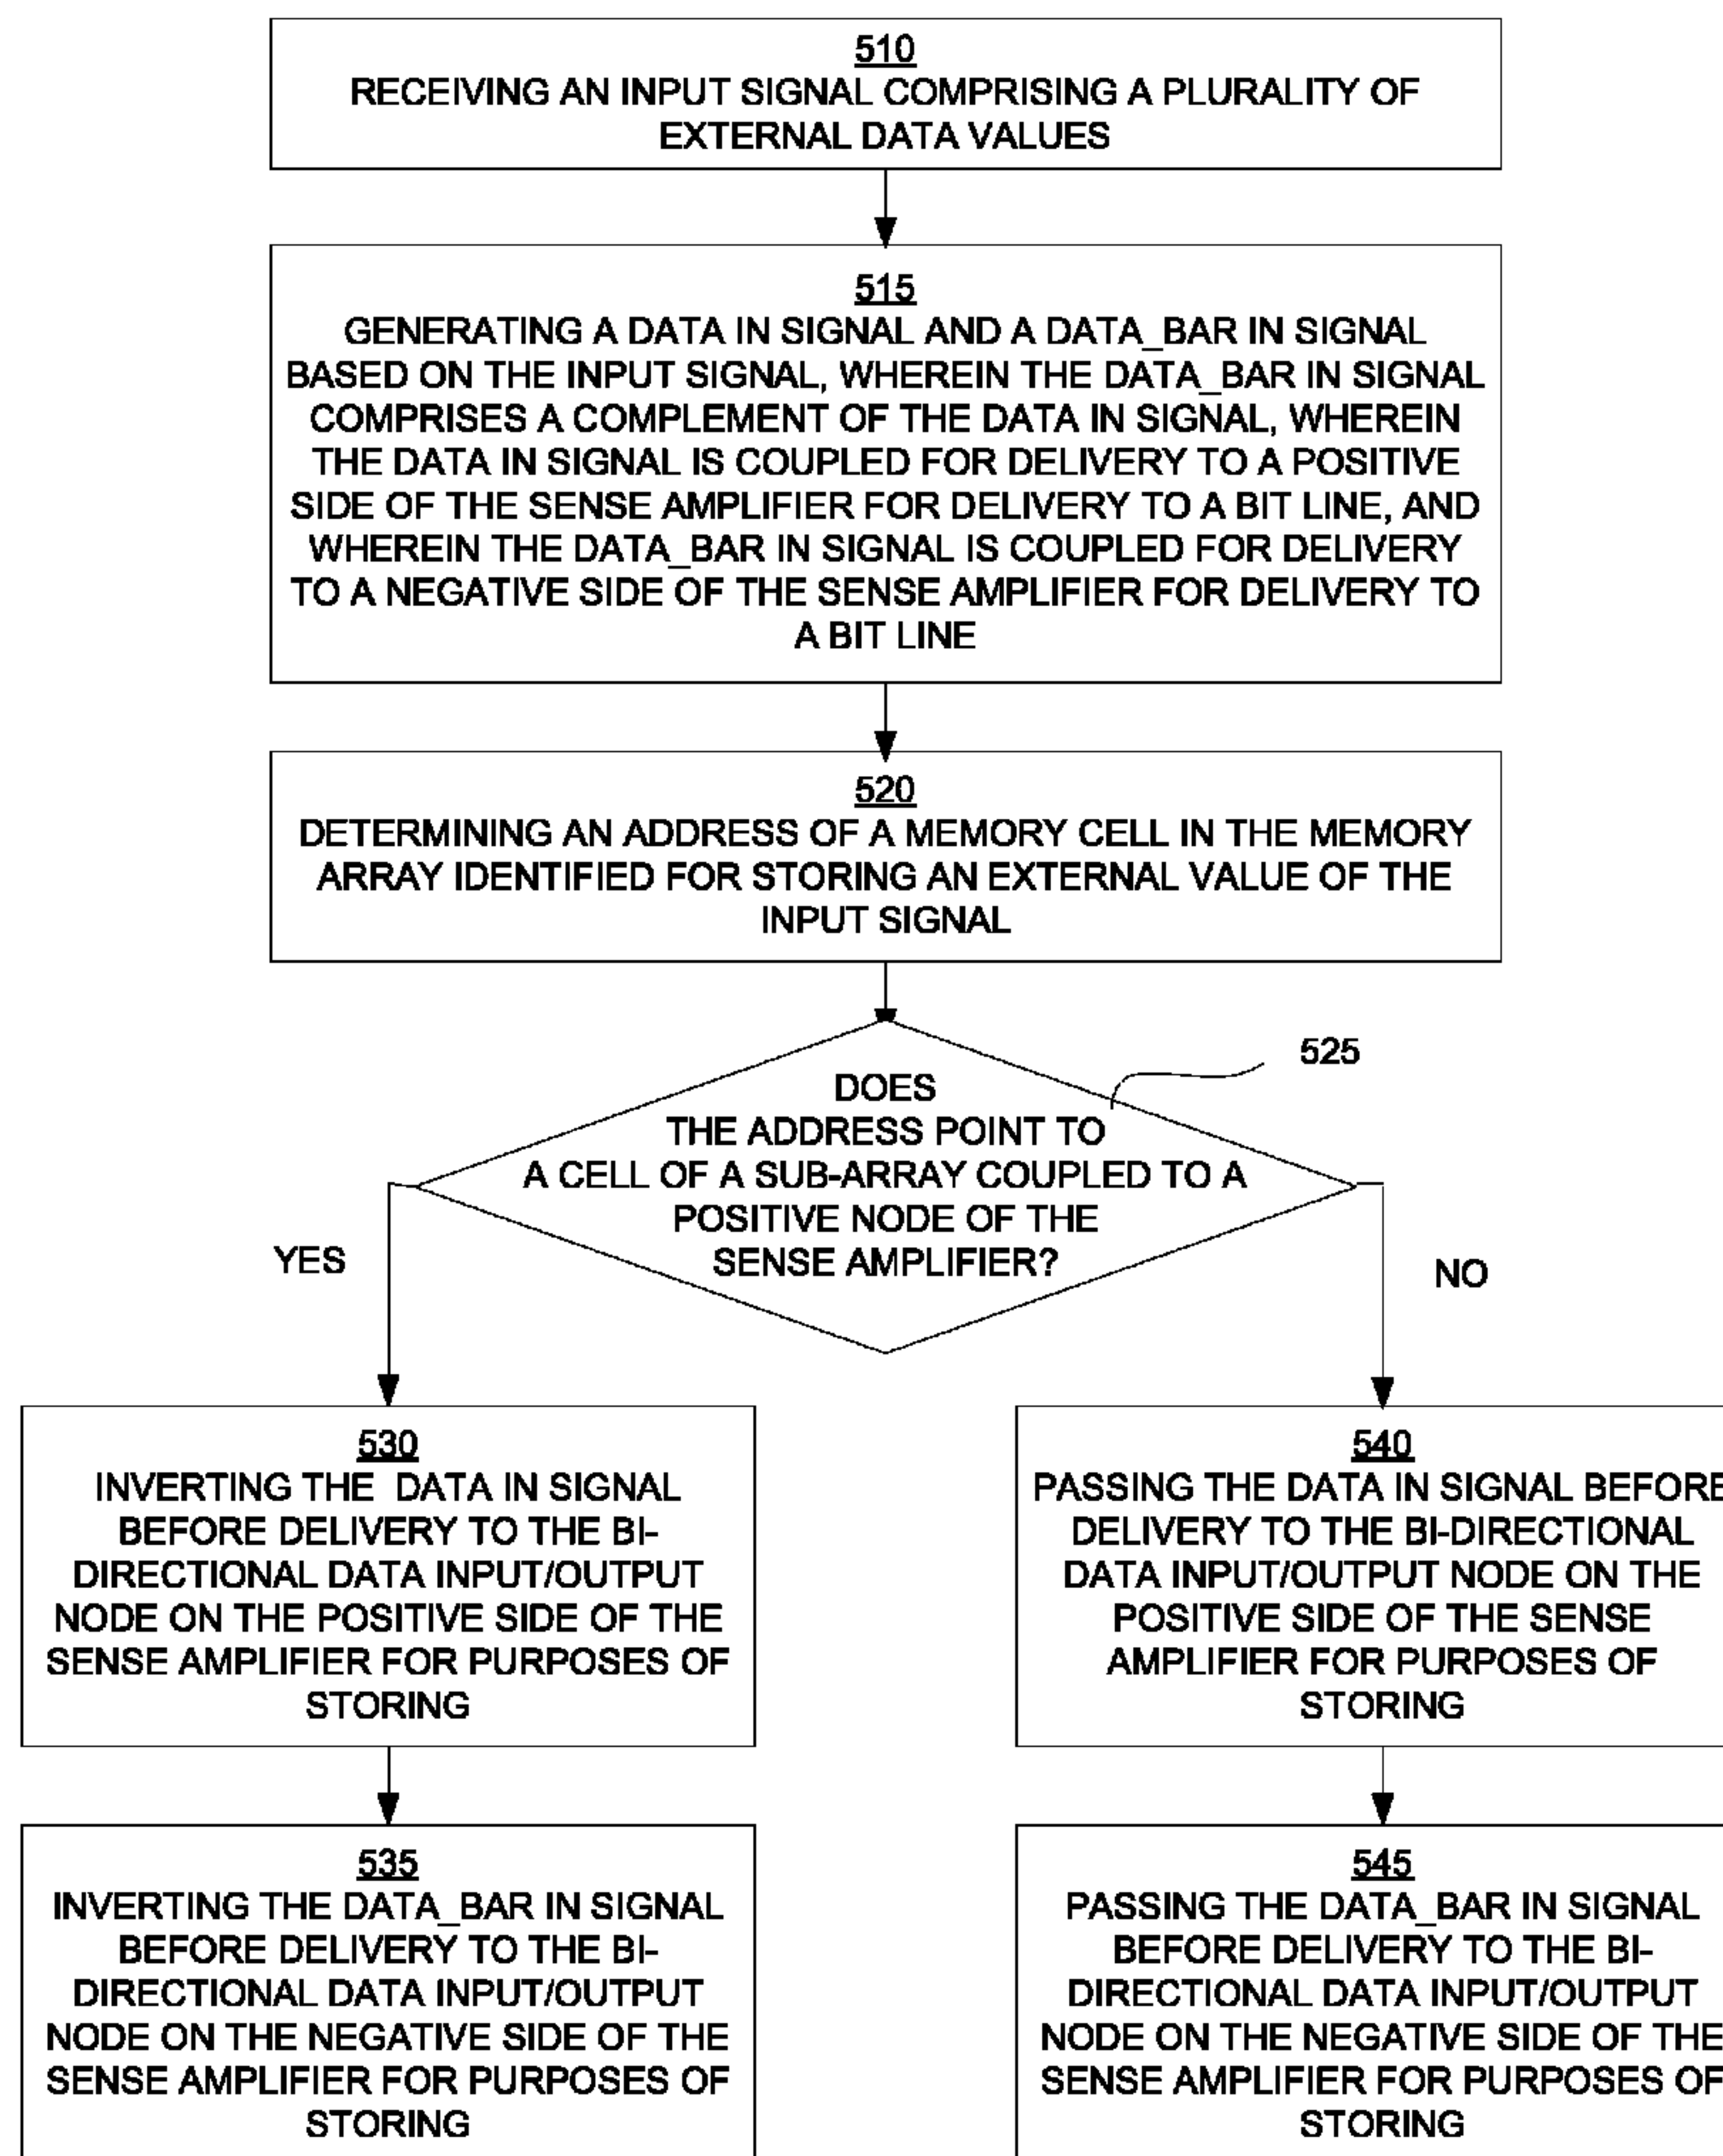 510
RECEIVING AN INPUT SIGNAL COMPRISING A PLURALITY OF
EXTERNAL DATA VALUES
515
GENERATING A DATA IN SIGNAL AND A DATA_BAR IN SIGNAL
BASED ON THE INPUT SIGNAL, WHEREIN THE DATA_BAR IN SIGNAL
COMPRISES A COMPLEMENT OF THE DATA IN SIGNAL, WHEREIN
THE DATA IN SIGNAL IS COUPLED FOR DELIVERY TO A POSITIVE
SIDE OF THE SENSE AMPLIFIER FOR DELIVERY TO A BIT LINE, AND
WHEREIN THE DATA_BAR IN SIGNAL IS COUPLED FOR DELIVERY
TO A NEGATIVE SIDE OF THE SENSE AMPLIFIER FOR DELIVERY TO
A BIT LINE
520
DETERMINING AN ADDRESS OF A MEMORY CELL IN THE MEMORY
ARRAY IDENTIFIED FOR STORING AN EXTERNAL VALUE OF THE
INPUT SIGNAL
525
DOES
THE ADDRESS POINT TO
A CELL OF A SUB-ARRAY COUPLED TO A
POSITIVE NODE OF THE
SENSE AMPLIFIER?
YES
NO
530
INVERTING THE DATA IN SIGNAL
BEFORE DELIVERY TO THE BI-
DIRECTIONAL DATA INPUT/OUTPUT
NODE ON THE POSITIVE SIDE OF THE
SENSE AMPLIFIER FOR PURPOSES OF
STORING
540
PASSING THE DATA IN SIGNAL BEFORE
DELIVERY TO THE BI-DIRECTIONAL
DATA INPUT/OUTPUT NODE ON THE
POSITIVE SIDE OF THE SENSE
AMPLIFIER FOR PURPOSES OF
STORING
535
INVERTING THE DATA_BAR IN SIGNAL
BEFORE DELIVERY TO THE BI-
DIRECTIONAL DATA INPUT/OUTPUT
NODE ON THE NEGATIVE SIDE OF THE
SENSE AMPLIFIER FOR PURPOSES OF
STORING
545
PASSING THE DATA_BAR IN SIGNAL
BEFORE DELIVERY TO THE BI-
DIRECTIONAL DATA INPUT/OUTPUT
NODE ON THE NEGATIVE SIDE OF THE
SENSE AMPLIFIER FOR PURPOSES OF
STORING